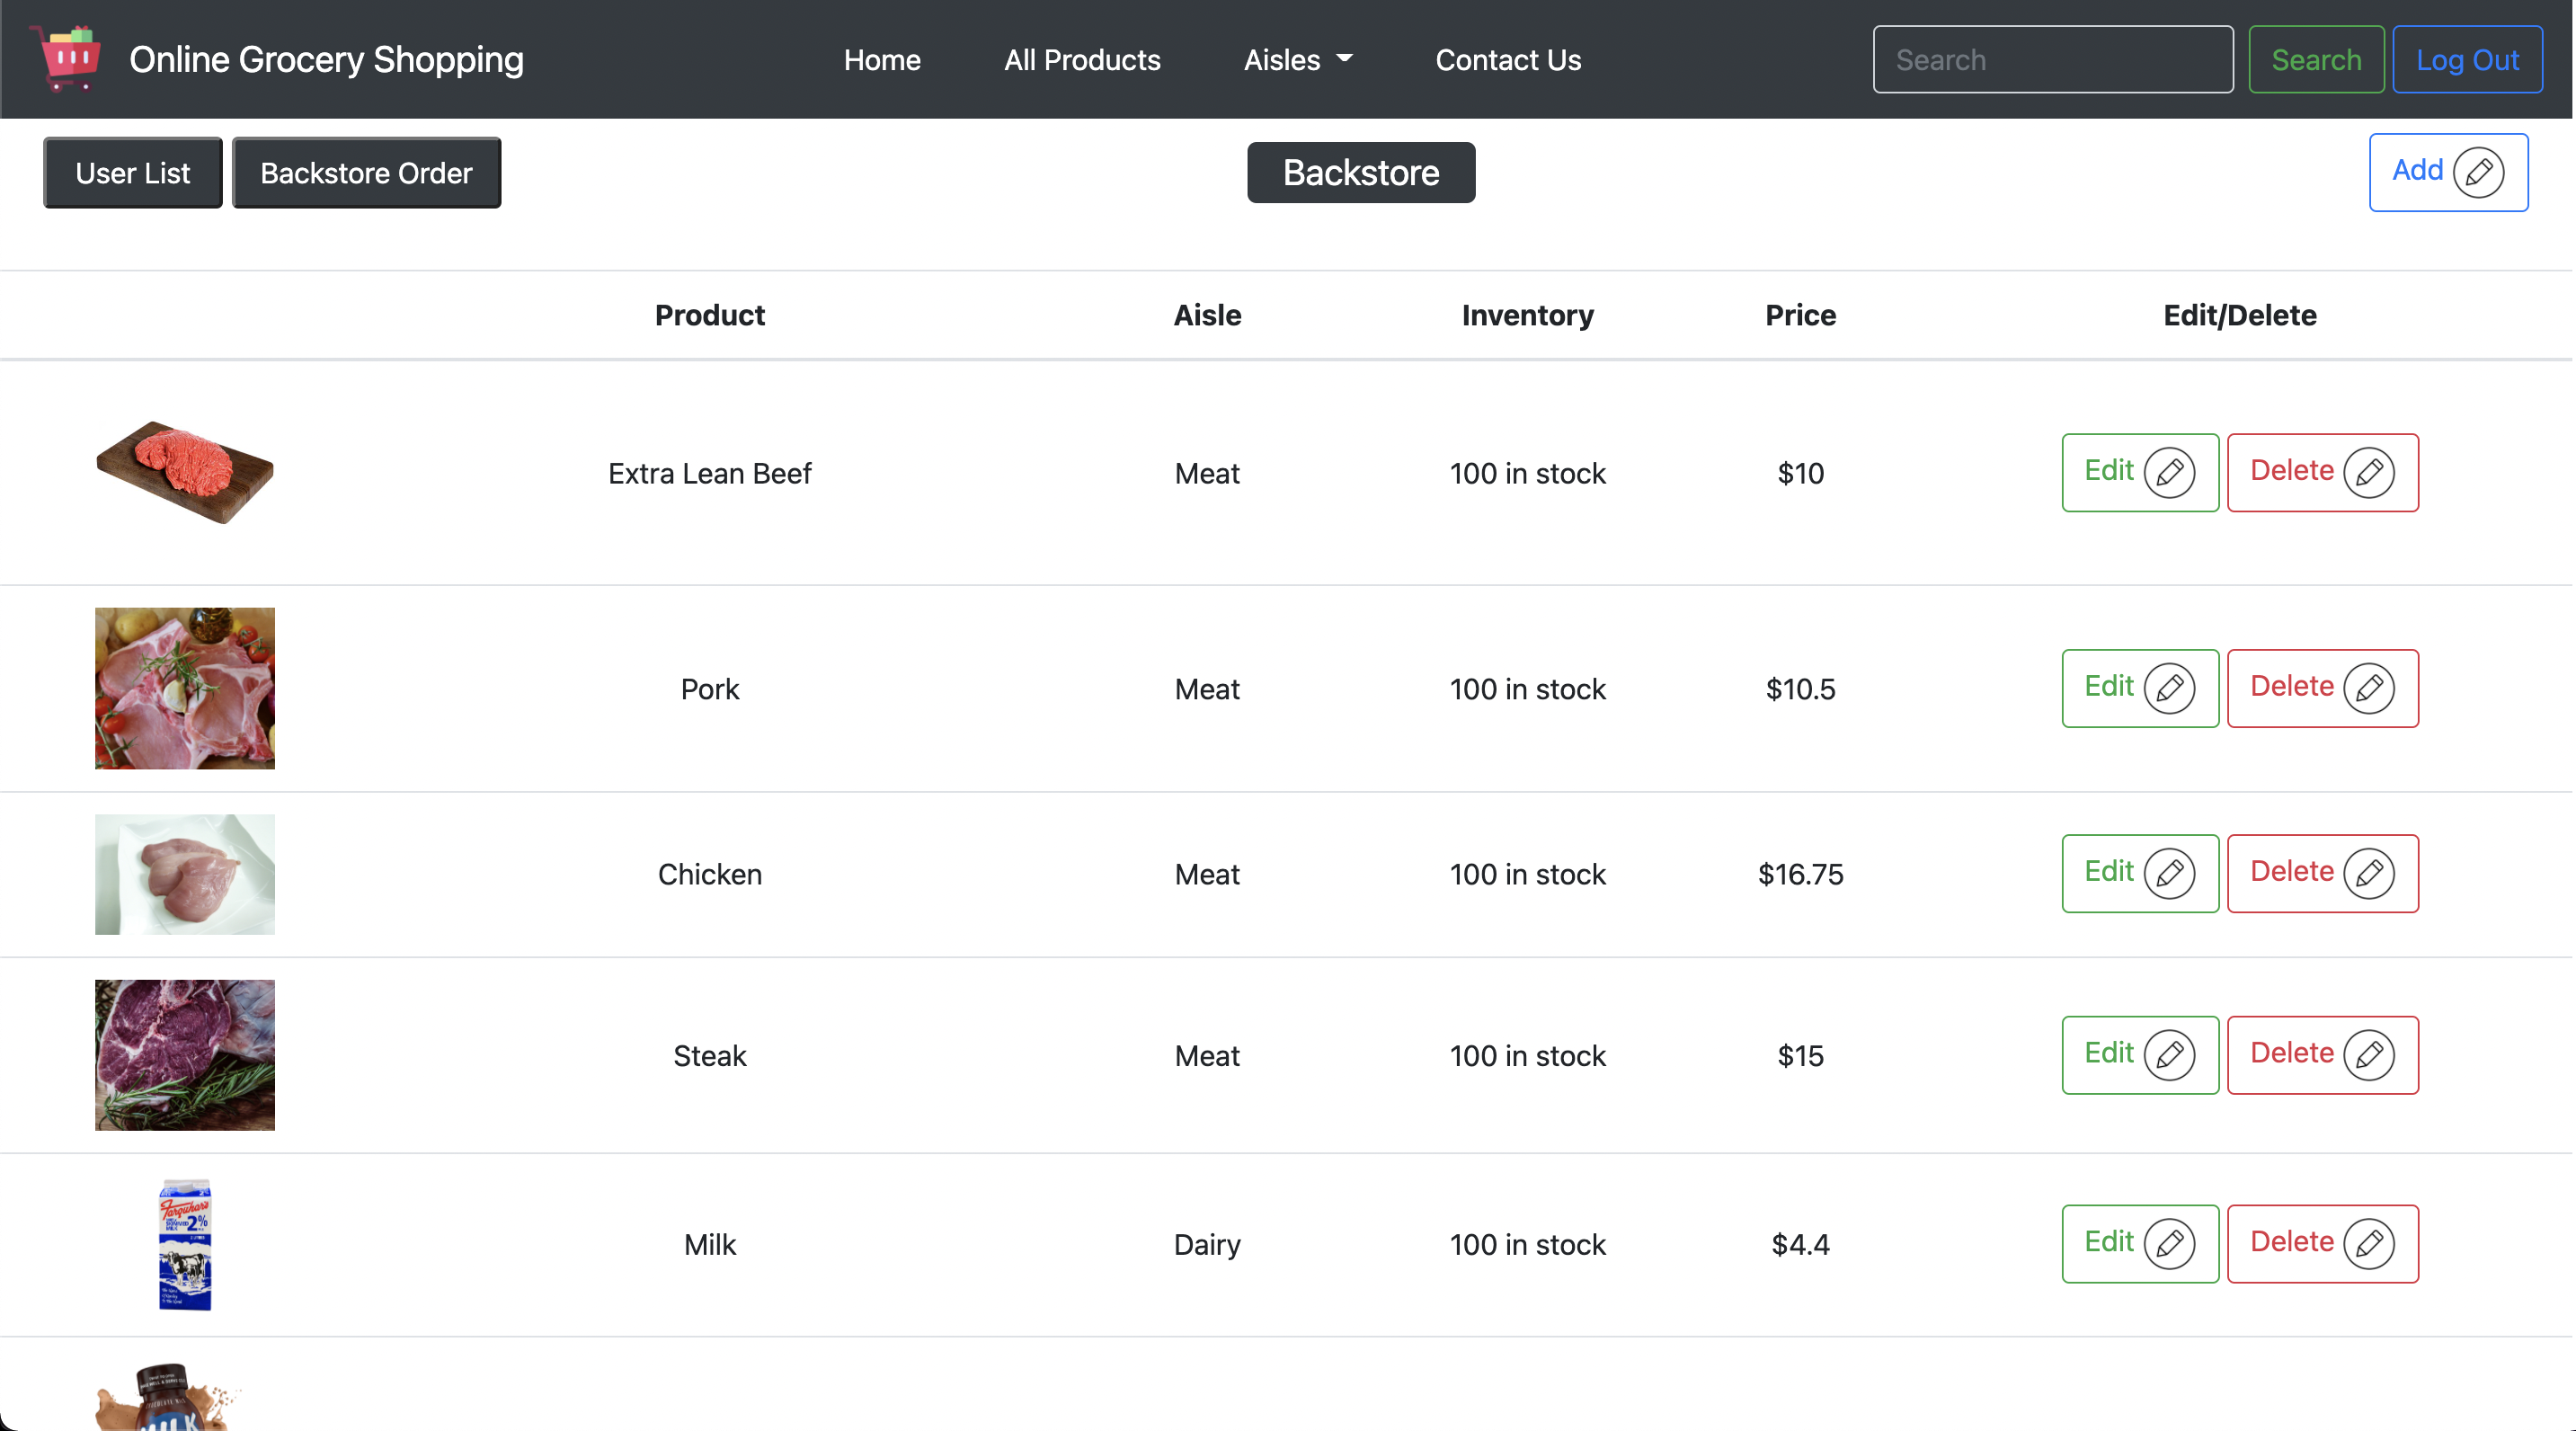 Online Grocery Shopping
Home
All Products
Aisles
Contact Us
Search
Search
Log Out
User List
Backstore Order
Backstore
Add
Product Aisle Inventory Price Edit/Delete
Extra Lean Beef Meat 100 in stock $10 Edit Delete
Pork Meat 100 in stock $10.5 Edit Delete
Chicken Meat 100 in stock $16.75 Edit Delete
Steak Meat 100 in stock $15 Edit Delete
Farquhar's
2%
Milk Dairy 100 in stock $4.4 Edit Delete
MILK